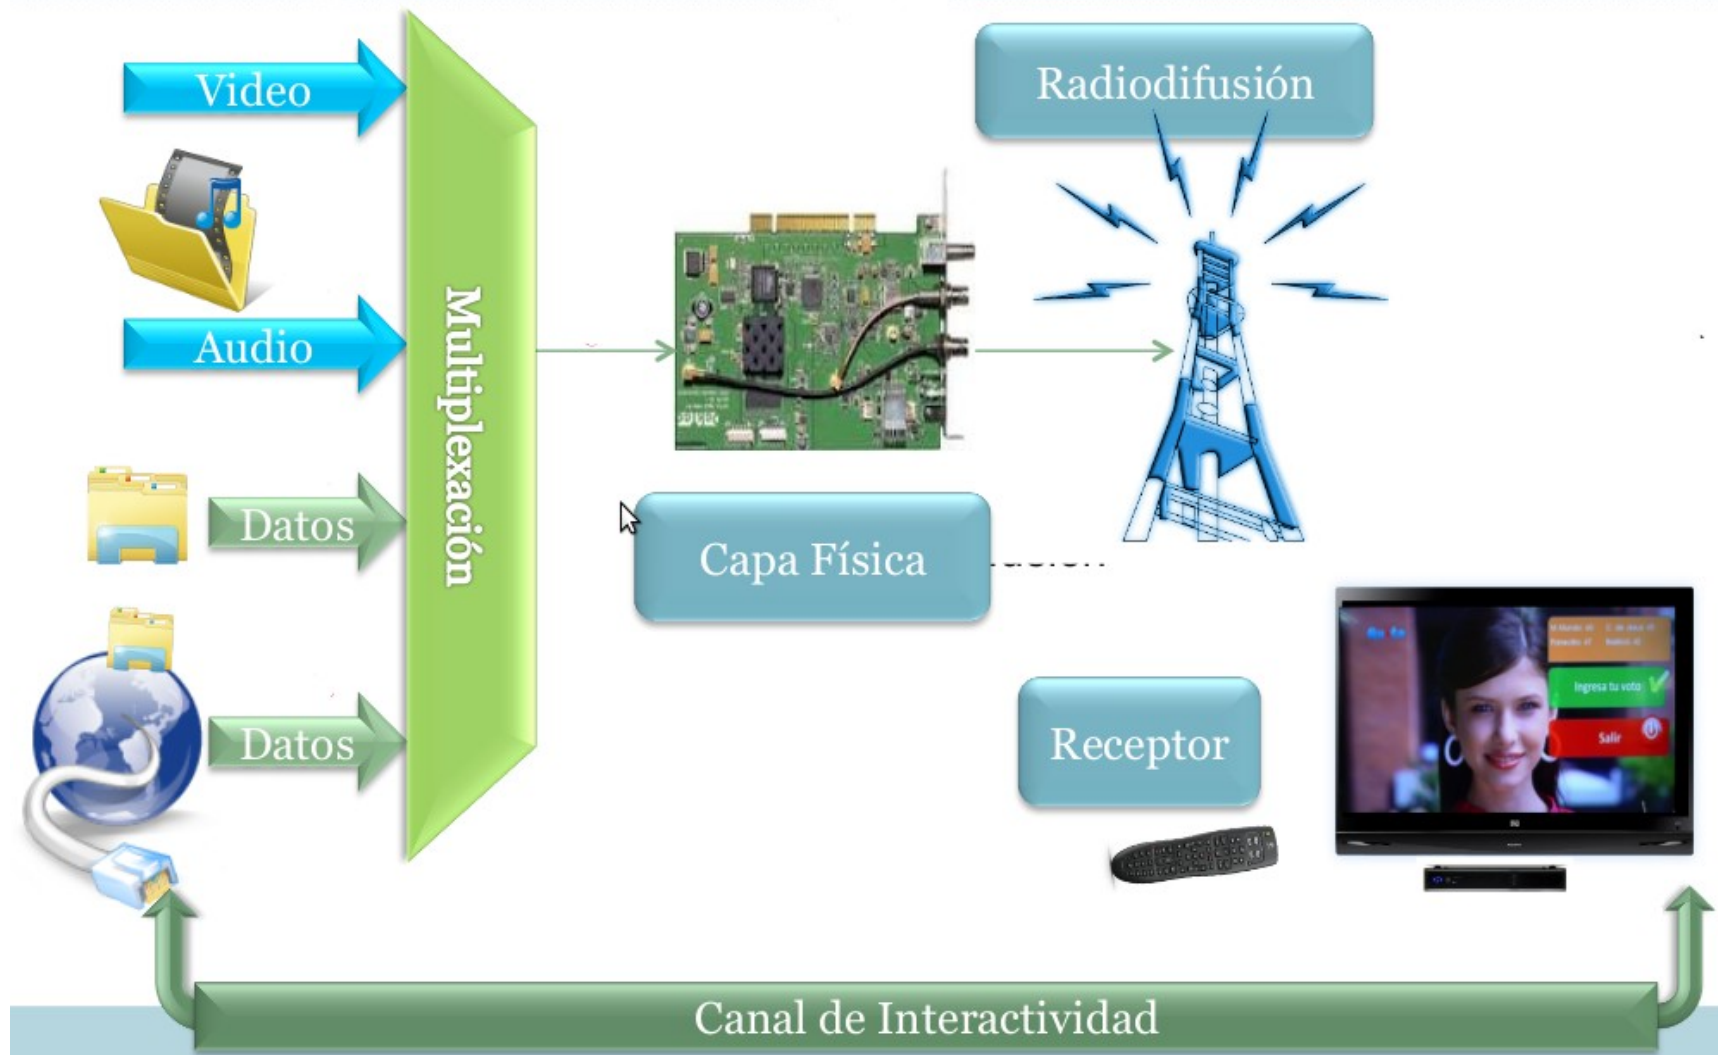 Video
Radiodifusión
Audio
Multiplexación
Datos
Capa Física
Datos
Receptor
Ingresa tu voto
Salir
Canal de Interactividad